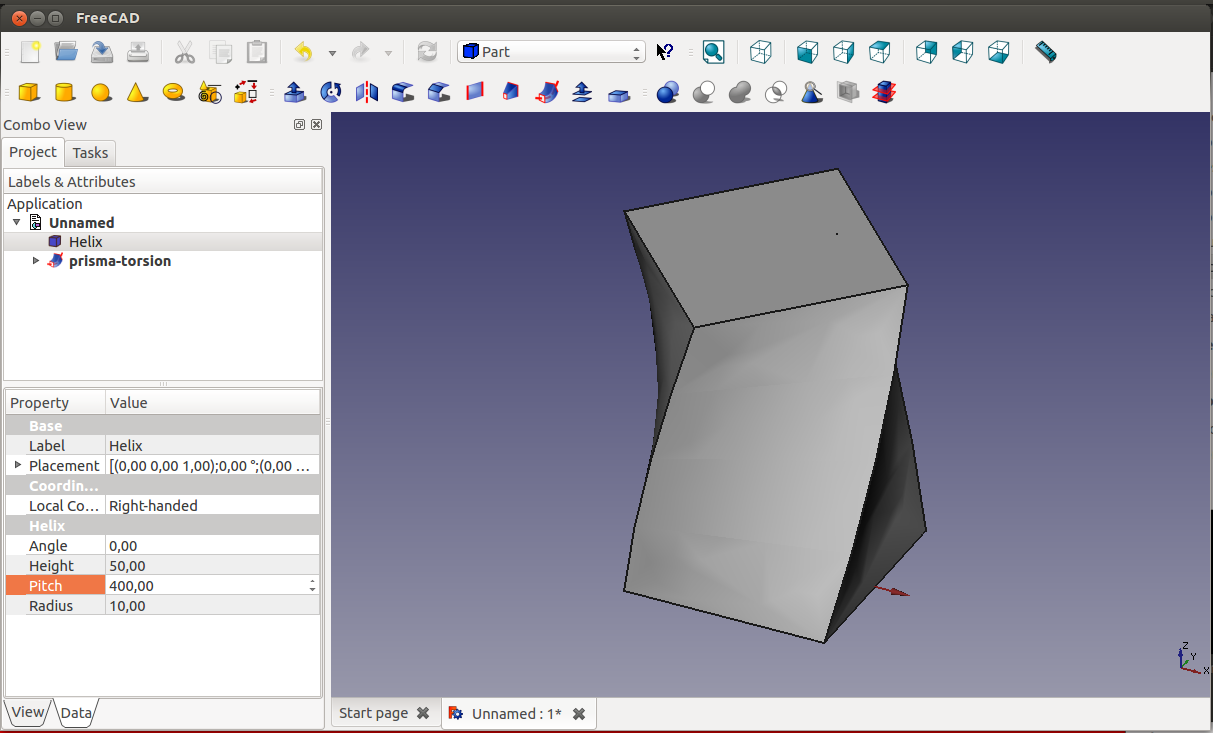 FreeCAD
Part
Combo View
Project Tasks
Labels & Attributes
Application
Unnamed
Helix
prisma-torsion
Property Value
Base
Label Helix
Placement [(0,00 0,00 1,00);0,00 °;(0,00 ...
Coordin...
Local Co... Right-handed
Helix
Angle 0,00
Height 50,00
Pitch 400,00
Radius 10,00
View Data
Start page
Unnamed : 1*
Z
Y
X